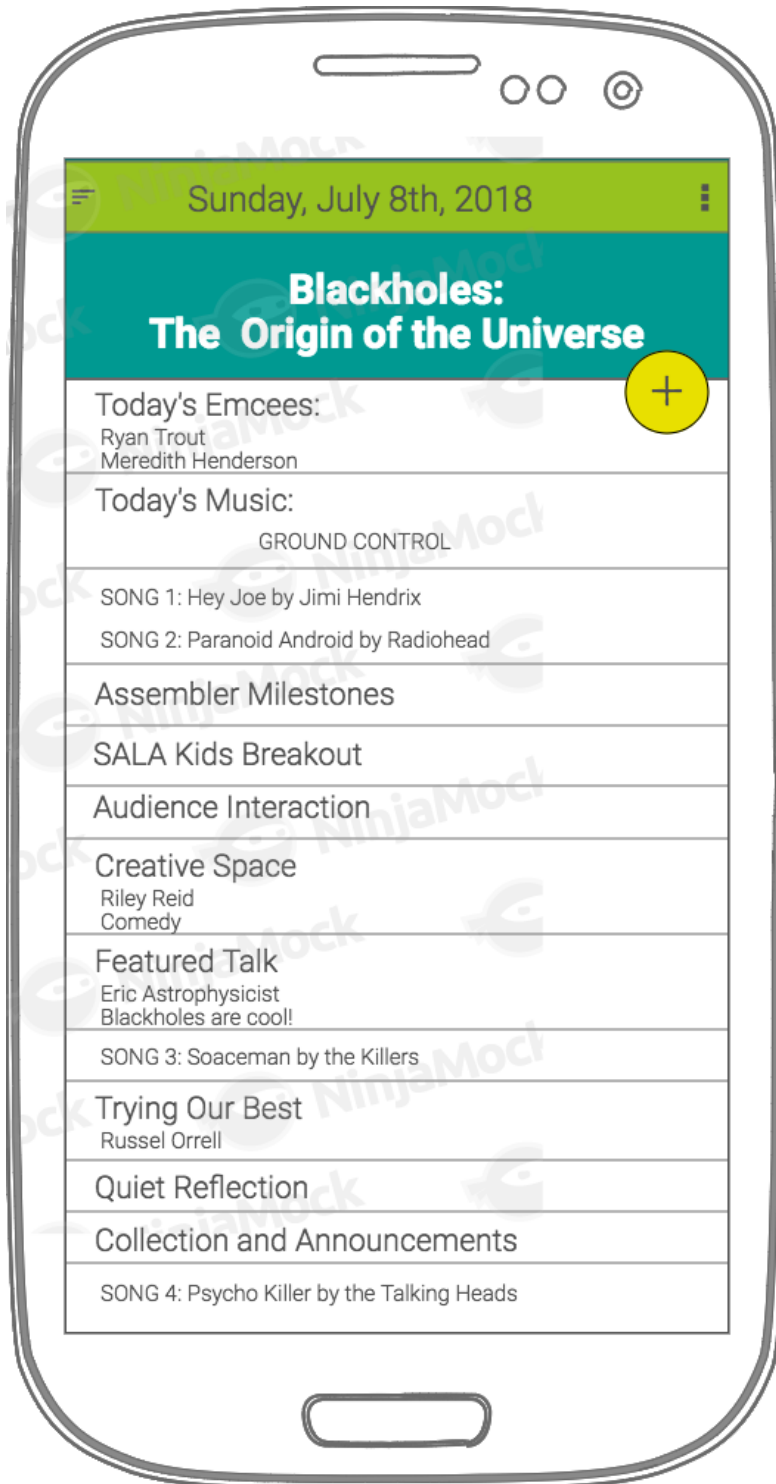 Sunday, July 8th, 2018
Blackholes:
The Origin of the Universe
Today's Emcees:
Ryan Trout
Meredith Henderson
Today's Music:
GROUND CONTROL
SONG 1: Hey Joe by Jimi Hendrix
SONG 2: Paranoid Android by Radiohead
Assembler Milestones
SALA Kids Breakout
Audience Interaction
Creative Space
Riley Reid
Comedy
Featured Talk
Eric Astrophysicist
Blackholes are cool!
SONG 3: Soaceman by the Killers
Trying Our Best
Russel Orrell
Quiet Reflection
Collection and Announcements
SONG 4: Psycho Killer by the Talking Heads
NinjaMock